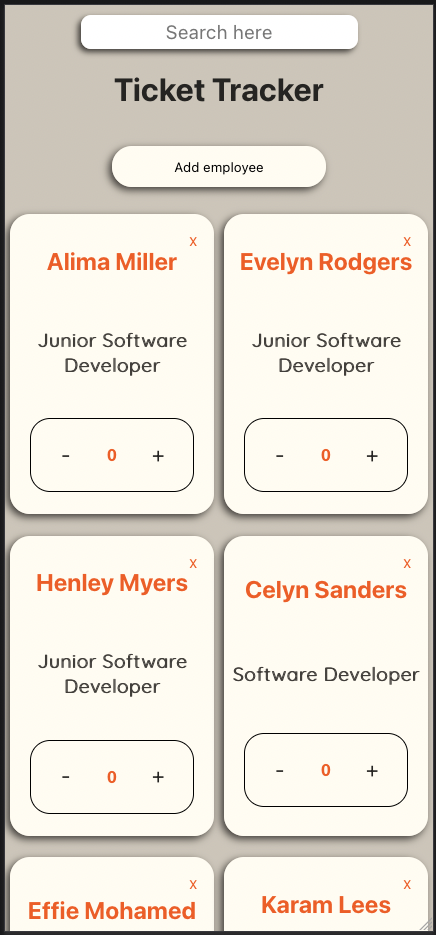 Search here
Ticket Tracker
Add employee
X
Alima Miller
Junior Software
Developer
- 0 +
X
Evelyn Rodgers
Junior Software
Developer
- 0 +
X
Henley Myers
Junior Software
Developer
- 0 +
X
Celyn Sanders
Software Developer
- 0 +
X
Effie Mohamed
X
Karam Lees